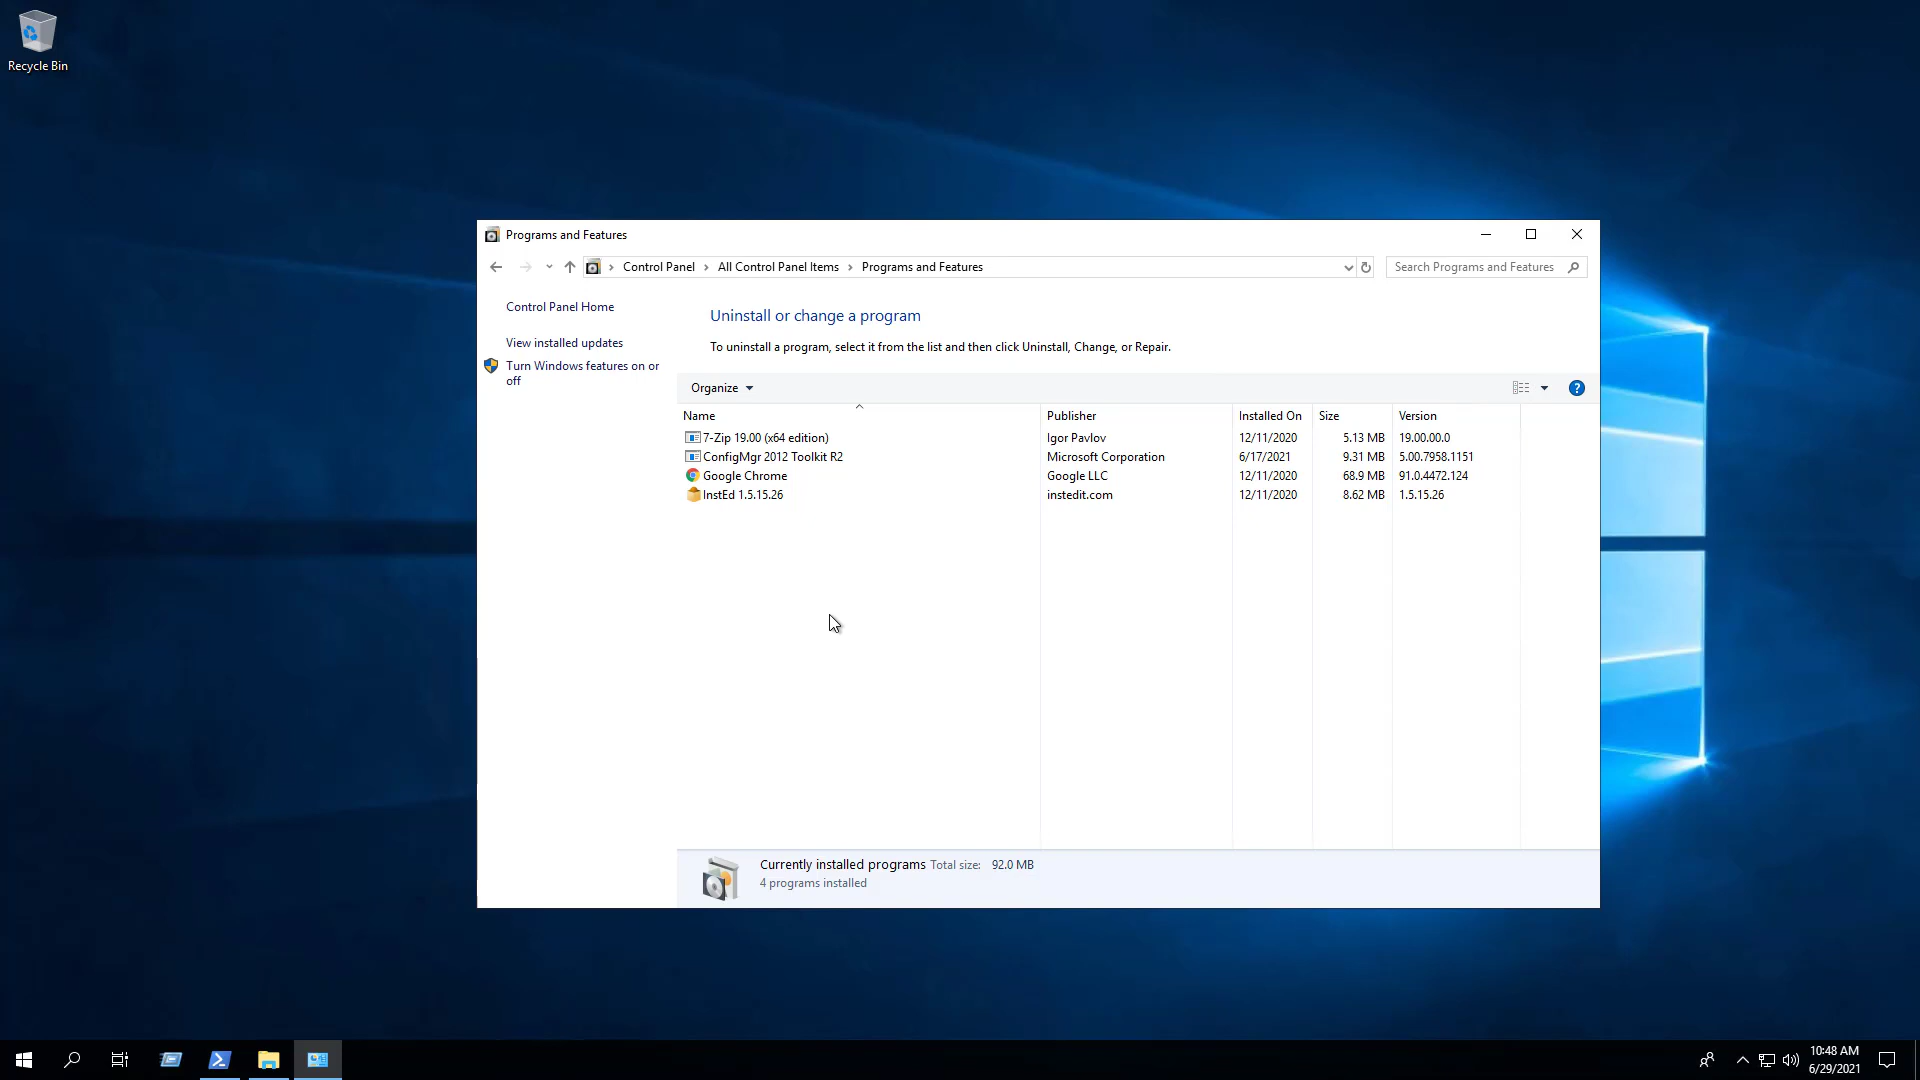 Recycle Bin
Programs and Features
Control Panel
All Control Panel Items
Programs and Features
Search Programs and Features
Control Panel Home
View installed updates
Turn Windows features on or
off
Uninstall or change a program
To uninstall a program, select it from the list and then click Uninstall, Change, or Repair.
Organize
?
Name Publisher Installed On Size Version
7-Zip 19.00 (x64 edition) Igor Pavlov 12/11/2020 5.13 MB 19.00.00.0
ConfigMgr 2012 Toolkit R2 Microsoft Corporation 6/17/2021 9.31 MB 5.00.7958.1151
Google Chrome Google LLC 12/11/2020 68.9 MB 91.0.4472.124
InstEd 1.5.15.26 instedit.com 12/11/2020 8.62 MB 1.5.15.26
Currently installed programs Total size: 92.0 MB
4 programs installed
10:48 AM
6/29/2021